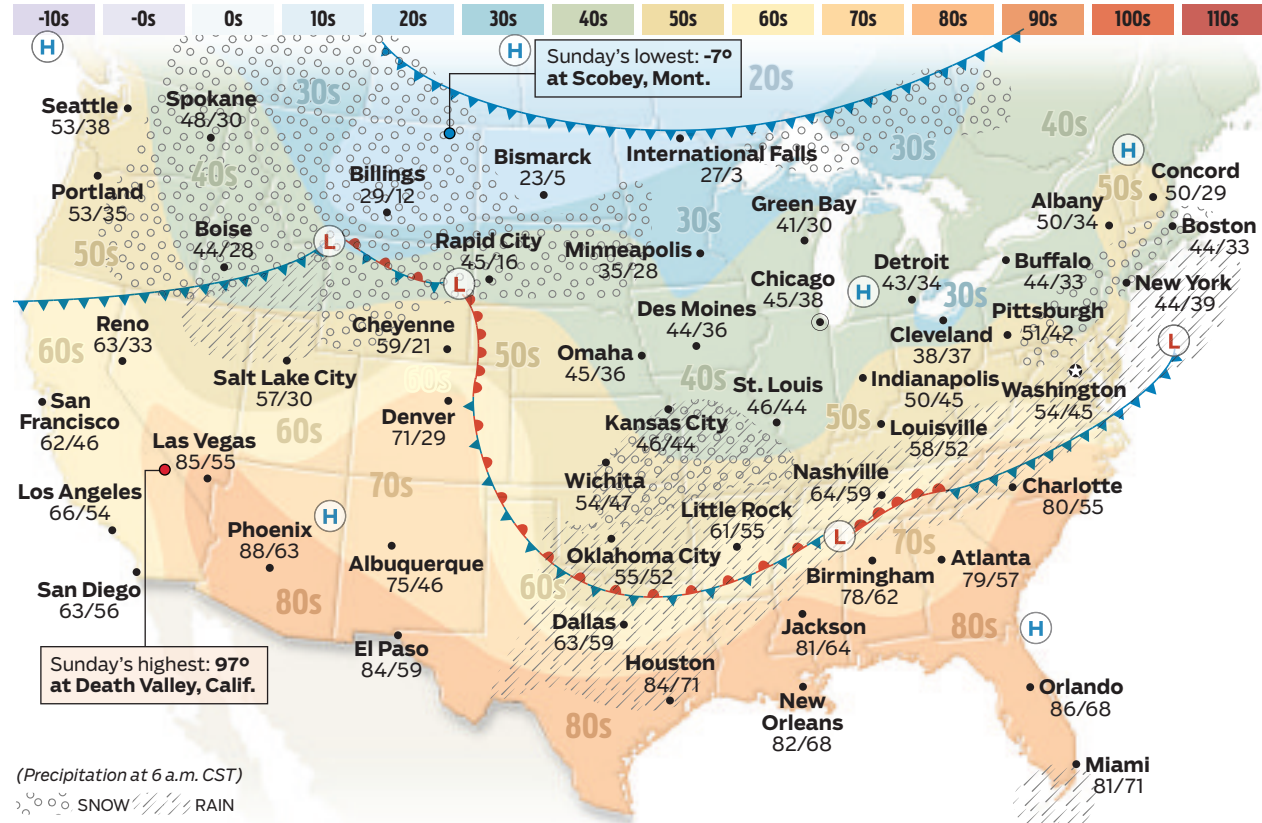 -10s -0s 0s 10s 20s 30s 40s 50s 60s 70s 80s 90s 100s 110s
H
H
Sunday's lowest: -7º
at Scobey, Mont.
20s
30s
40s
Seattle
53/38
Spokane
48/30
40s
Portland
53/35
Billings
29/12
Bismarck
23/5
International Falls
27/3
30s
H
Concord
50/29
50s
Albany
50/34
Boston
44/33
Boise
44/28
50s
L
Rapid City
45/16
L
Minneapolis
35/28
30s
Green Bay
41/30
Chicago
45/38
H
Detroit
43/34
30s
Buffalo
44/33
New York
44/39
Reno
63/33
60s
Cheyenne
59/21
50s
Des Moines
44/36
Omaha
45/36
40s
Cleveland
38/37
Pittsburgh
51/42
L
Salt Lake City
57/30
60s
St. Louis
46/44
Indianapolis
50/45
Washington
54/45
San
Francisco
62/46
60s
Denver
71/29
Kansas City
46/44
50s
Louisville
58/52
Las Vegas
85/55
70s
Wichita
54/47
Nashville
64/59
Los Angeles
66/54
Phoenix
88/63
H
Little Rock
61/55
Charlotte
80/55
L
70s
Albuquerque
75/46
Oklahoma City
55/52
60s
Birmingham
78/62
Atlanta
79/57
San Diego
63/56
80s
Dallas
63/59
Jackson
81/64
80s
H
El Paso
84/59
Houston
84/71
80s
Sunday's highest: 97º
at Death Valley, Calif.
New
Orleans
82/68
Orlando
86/68
Miami
81/71
(Precipitation at 6 a.m. CST)
SNOW RAIN